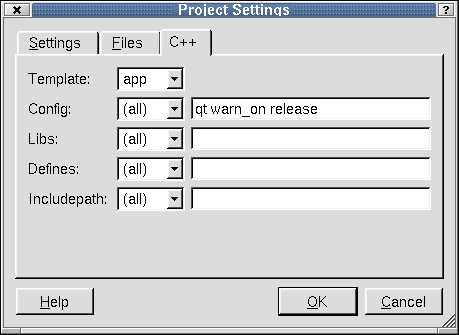 Project Settings ?
Settings Files C++
Template: app
Config: (all) qt warn_on release
Libs: (all)
Defines: (all)
Includepath: (all)
Help OK Cancel